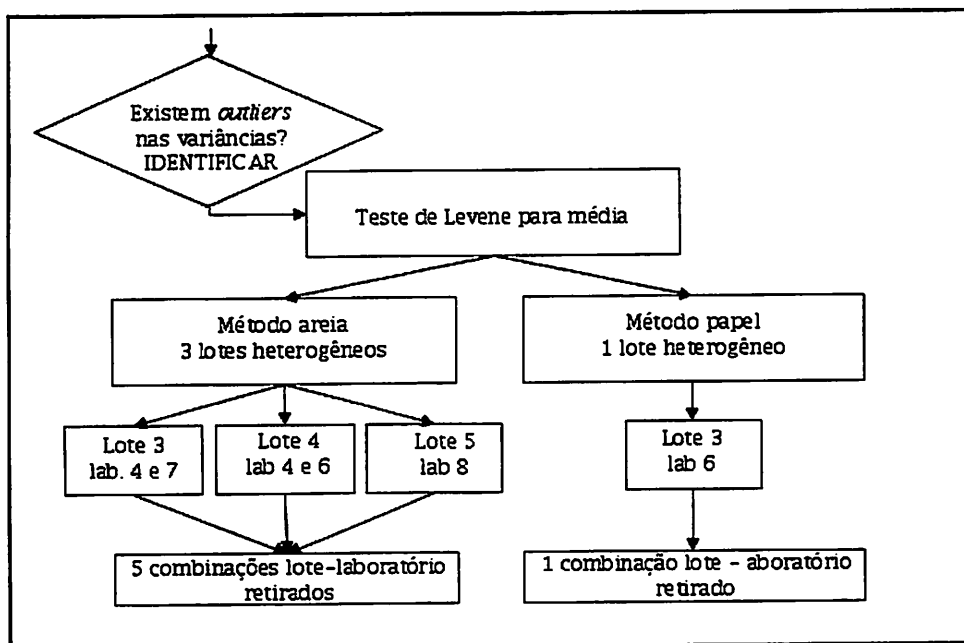 Existem outliers
nas variâncias?
IDENTIFICAR
Teste de Levene para média
Método areia
3 lotes heterogêneos
Método papel
1 lote heterogêneo
Lote 3
lab. 4 e 7
Lote 4
lab 4 e 6
Lote 5
lab 8
Lote 3
lab 6
5 combinações lote-laboratório
retirados
1 combinação lote - aboratório
retirado